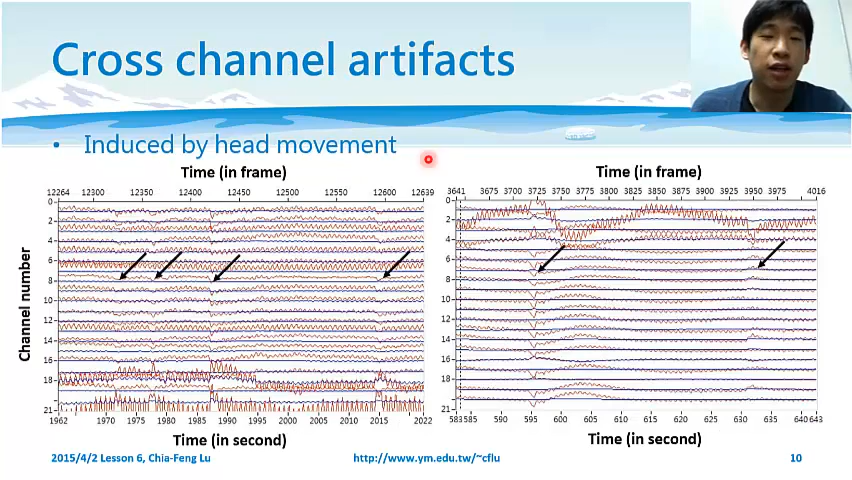 Cross channel artifacts
• Induced by head movement
Time (in frame)
12264 12300 12350 12400 12450 12500 12550 12600 12639
0
2
4
6
8
10
12
14
16
18
21
Channel number
1962 1970 1975 1980 1985 1990 1995 2000 2005 2010 2015 2022
Time (in second)
Time (in frame)
3641 3675 3700 3725 3750 3775 3800 3825 3850 3875 3900 3925 3950 3975 4016
0
2
4
6
8
10
12
14
16
18
21
583 585 590 595 600 605 610 615 620 625 630 635 640 643
Time (in second)
2015/4/2 Lesson 6, Chia-Feng Lu
http://www.ym.edu.tw/~cflu
10